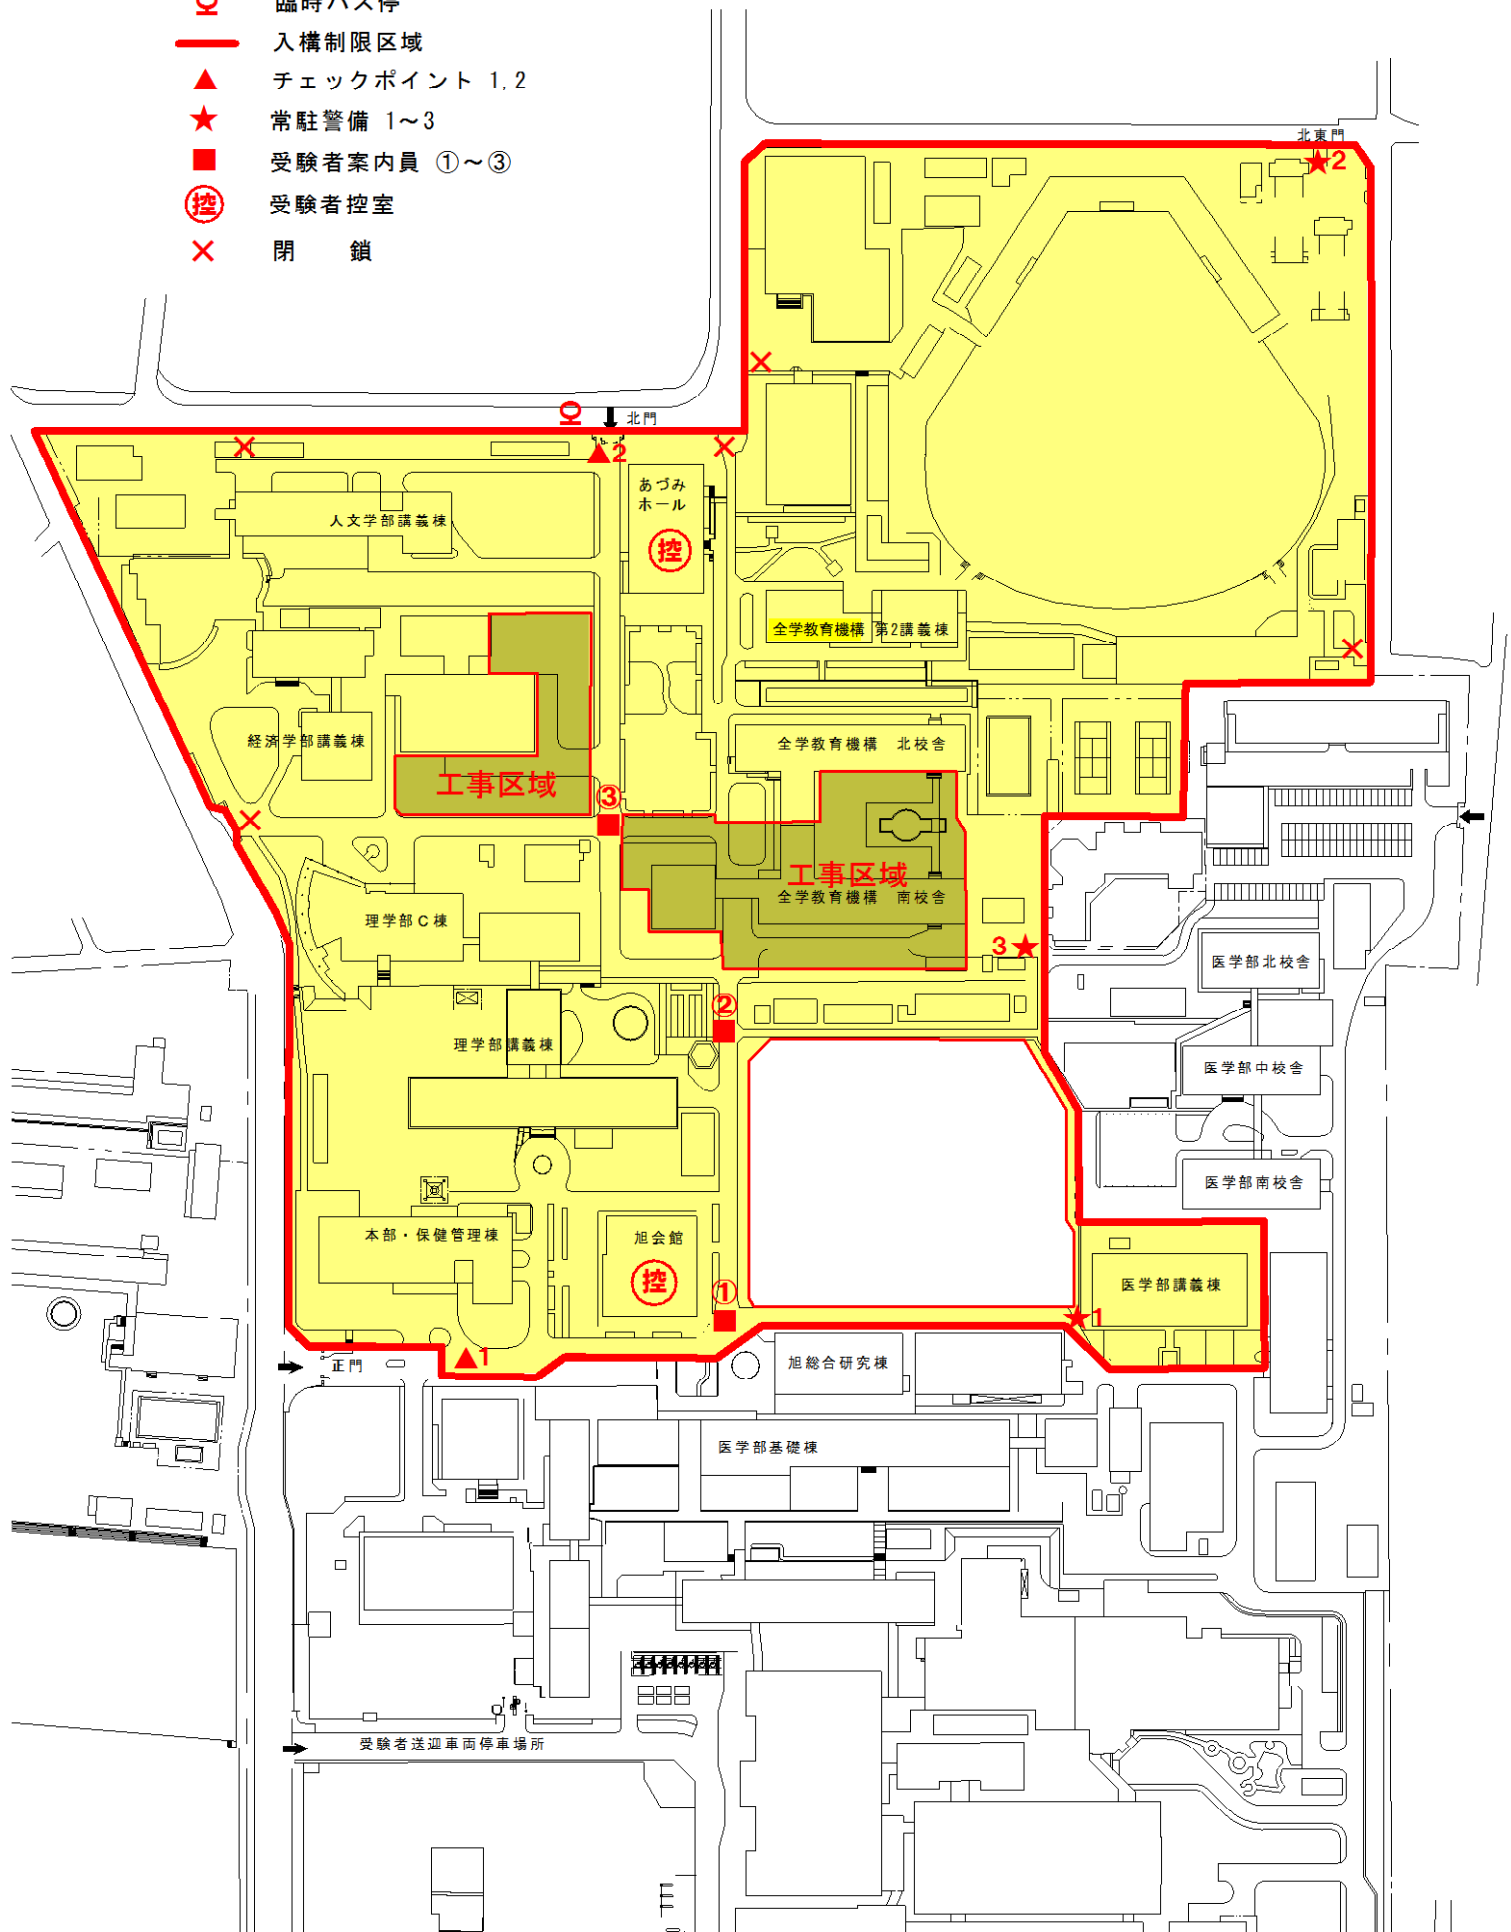 臨時バス停
入構制限区域
チェックポイント 1,2
常駐警備 1～3
受験者案内員 ①～③
控 受験者控室
閉　鎖
北東門
2
北門
2
あづみ
ホール
控
人文学部講義棟
全学教育機構 第2講義棟
経済学部講義棟
全学教育機構　北校舎
工事区域
③
工事区域
全学教育機構　南校舎
理学部C棟
3
医学部北校舎
②
理学部講義棟
医学部中校舎
医学部南校舎
本部・保健管理棟
旭会館
控
①
医学部講義棟
1
1
正門
旭総合研究棟
医学部基礎棟
受験者送迎車両停車場所